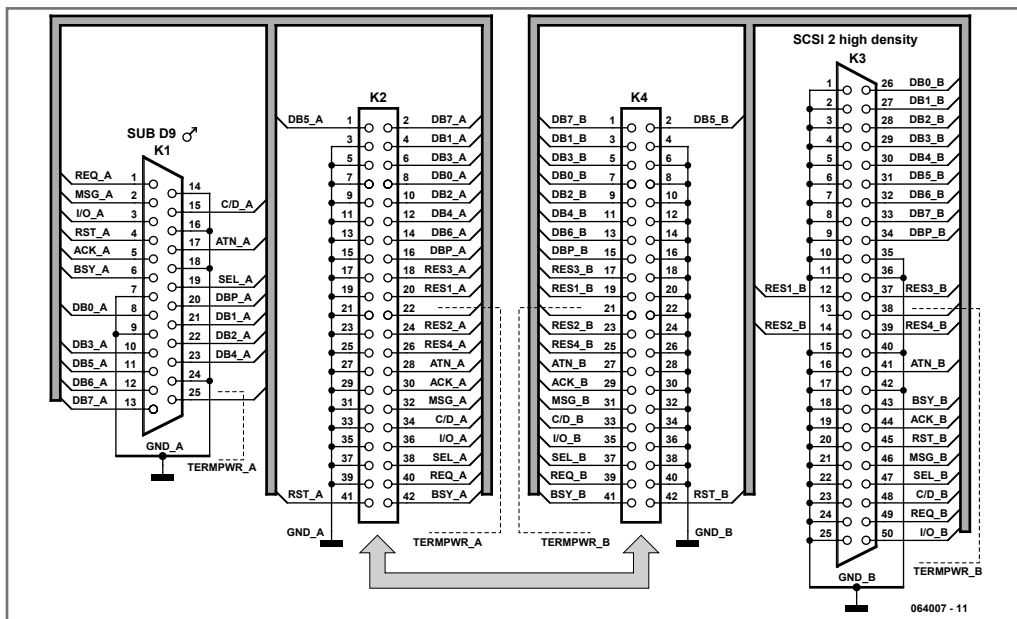 SCSI 2 high density
K3
K2
K4
SUB D9 ♂
K1
REQ_A 1
MSG_A 2
I/O_A 3
RST_A 4
ACK_A 5
BSY_A 6
7
DB0_A 8
9
DB3_A 10
DB5_A 11
DB6_A 12
DB7_A 13
14
15 C/D_A
16
17 ATN_A
18
19 SEL_A
20 DBP_A
21 DB1_A
22 DB2_A
23 DB4_A
24
25
GND_A
TERMPWR_A
DB5_A 1 2 DB7_A
3 4 DB1_A
5 6 DB3_A
7 8 DB0_A
9 10 DB2_A
11 12 DB4_A
13 14 DB6_A
15 16 DBP_A
17 18 RES3_A
19 20 RES1_A
21 22
23 24 RES2_A
25 26 RES4_A
27 28 ATN_A
29 30 ACK_A
31 32 MSG_A
33 34 C/D_A
35 36 I/O_A
37 38 SEL_A
39 40 REQ_A
RST_A 41 42 BSY_A
GND_A
TERMPWR_A
DB7_B 1 2 DB5_B
DB1_B 3 4
DB3_B 5 6
DB0_B 7 8
DB2_B 9 10
DB4_B 11 12
DB6_B 13 14
DBP_B 15 16
RES3_B 17 18
RES1_B 19 20
21 22
RES2_B 23 24
RES4_B 25 26
ATN_B 27 28
ACK_B 29 30
MSG_B 31 32
C/D_B 33 34
I/O_B 35 36
SEL_B 37 38
REQ_B 39 40
BSY_B 41 42 RST_B
TERMPWR_B
GND_B
1 26 DB0_B
2 27 DB1_B
3 28 DB2_B
4 29 DB3_B
5 30 DB4_B
6 31 DB5_B
7 32 DB6_B
8 33 DB7_B
9 34 DBP_B
10 35
11 36
RES1_B 12 37 RES3_B
13 38
RES2_B 14 39 RES4_B
15 40
16 41 ATN_B
17 42
18 43 BSY_B
19 44 ACK_B
20 45 RST_B
21 46 MSG_B
22 47 SEL_B
23 48 C/D_B
24 49 REQ_B
25 50 I/O_B
TERMPWR_B
GND_B
064007 - 11